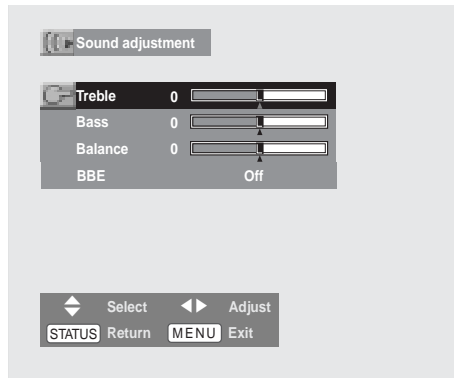 Sound adjustment
Treble 0
Bass 0
Balance 0
BBE Off
Select Adjust
STATUS Return MENU Exit